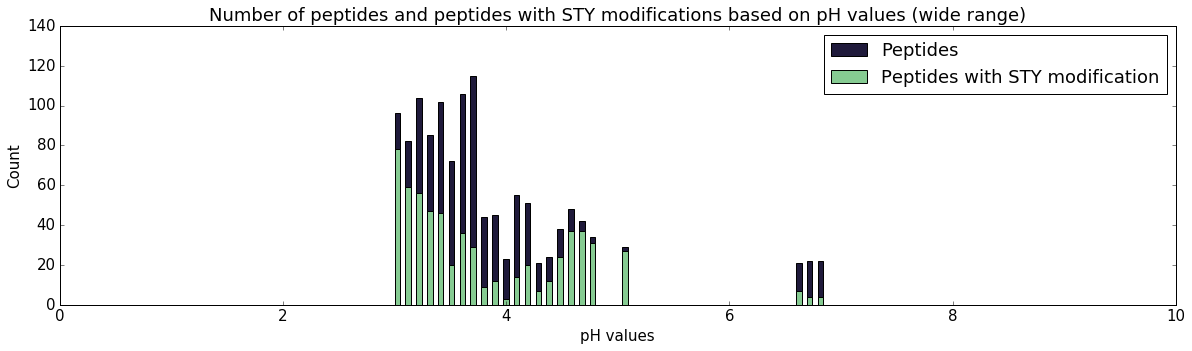 Number of peptides and peptides with STY modifications based on pH values (wide range)
140
120
100
80
60
40
20
0
Count
Peptides
Peptides with STY modification
0 2 4 6 8 10
pH values